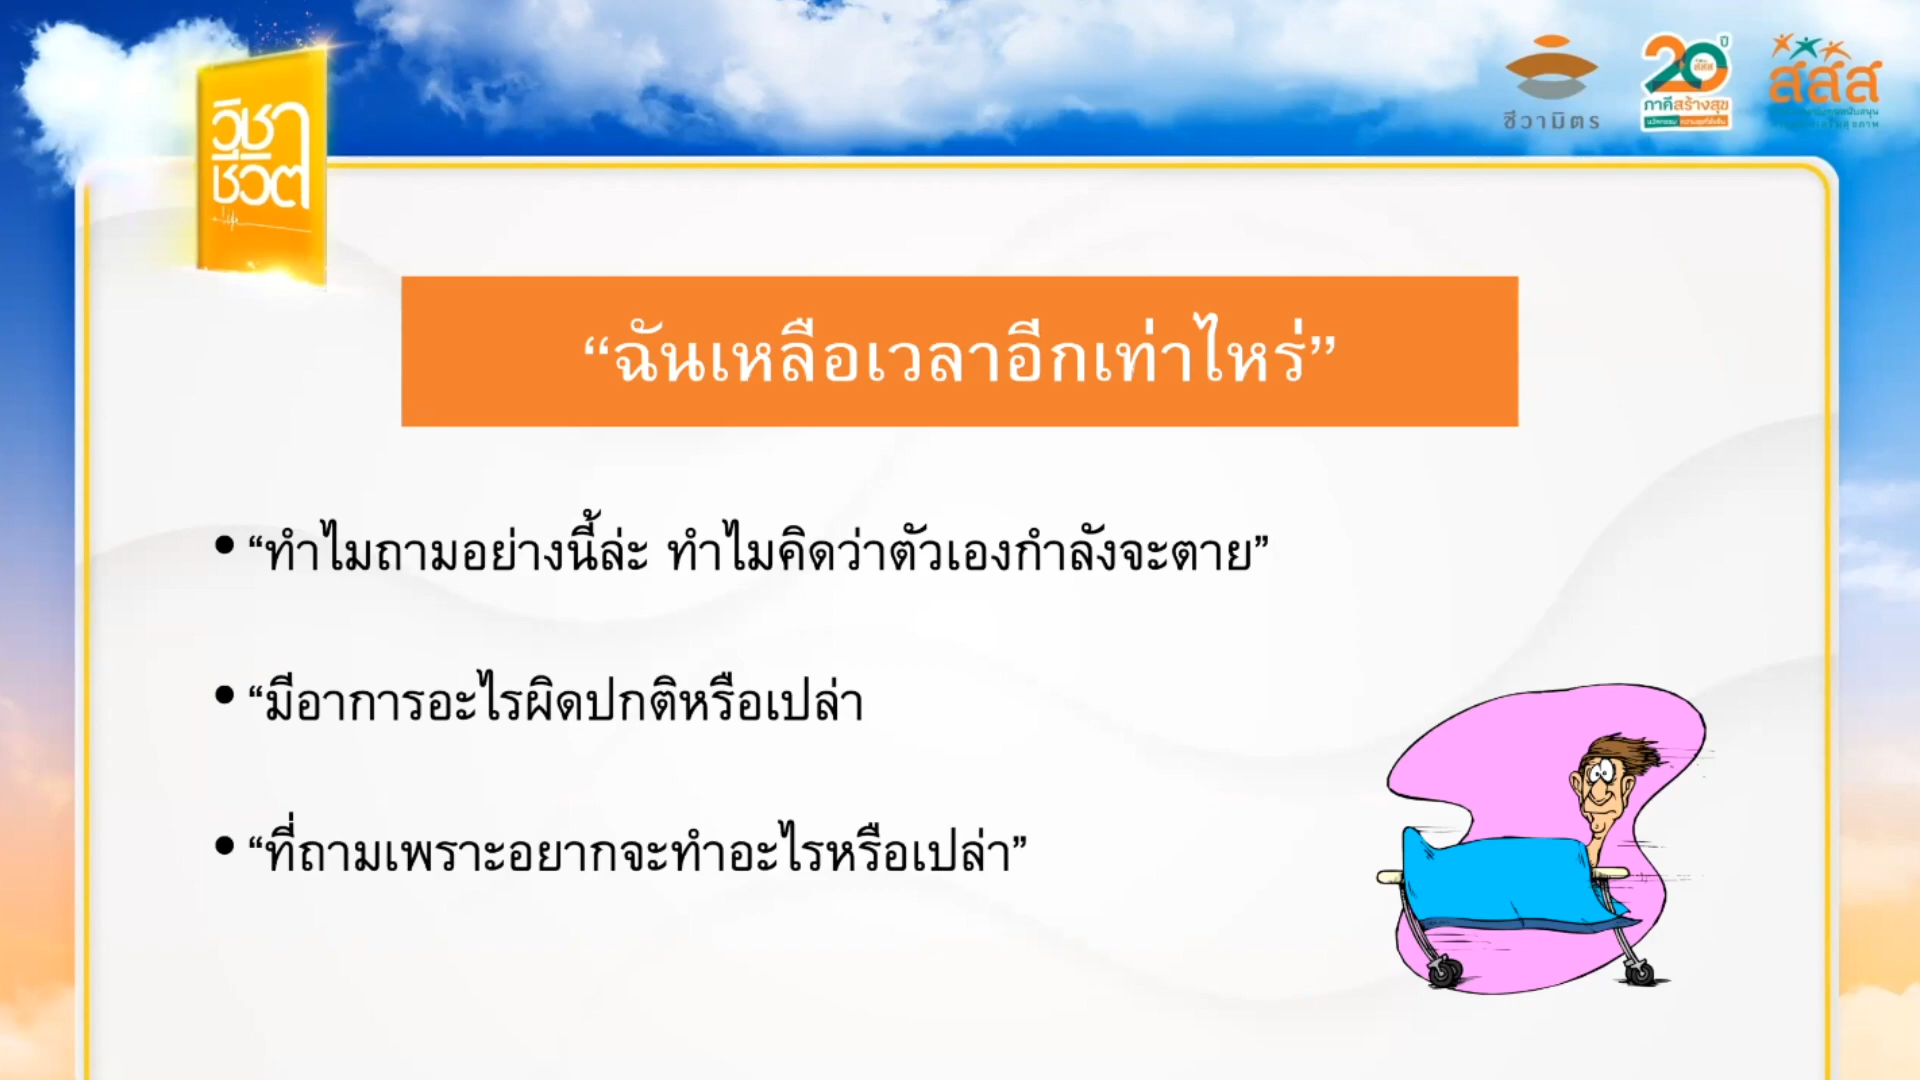 วิชา
ชีวิต
life
ชีวามิตร
20 ปี
สสส
ภาคีสร้างสุข
สสส
“ฉันเหลือเวลาอีกเท่าไหร่”
• “ทำไมถามอย่างนี้ล่ะ ทำไมคิดว่าตัวเองกำลังจะตาย”
• “มีอาการอะไรผิดปกติหรือเปล่า
• “ที่ถามเพราะอยากจะทำอะไรหรือเปล่า”